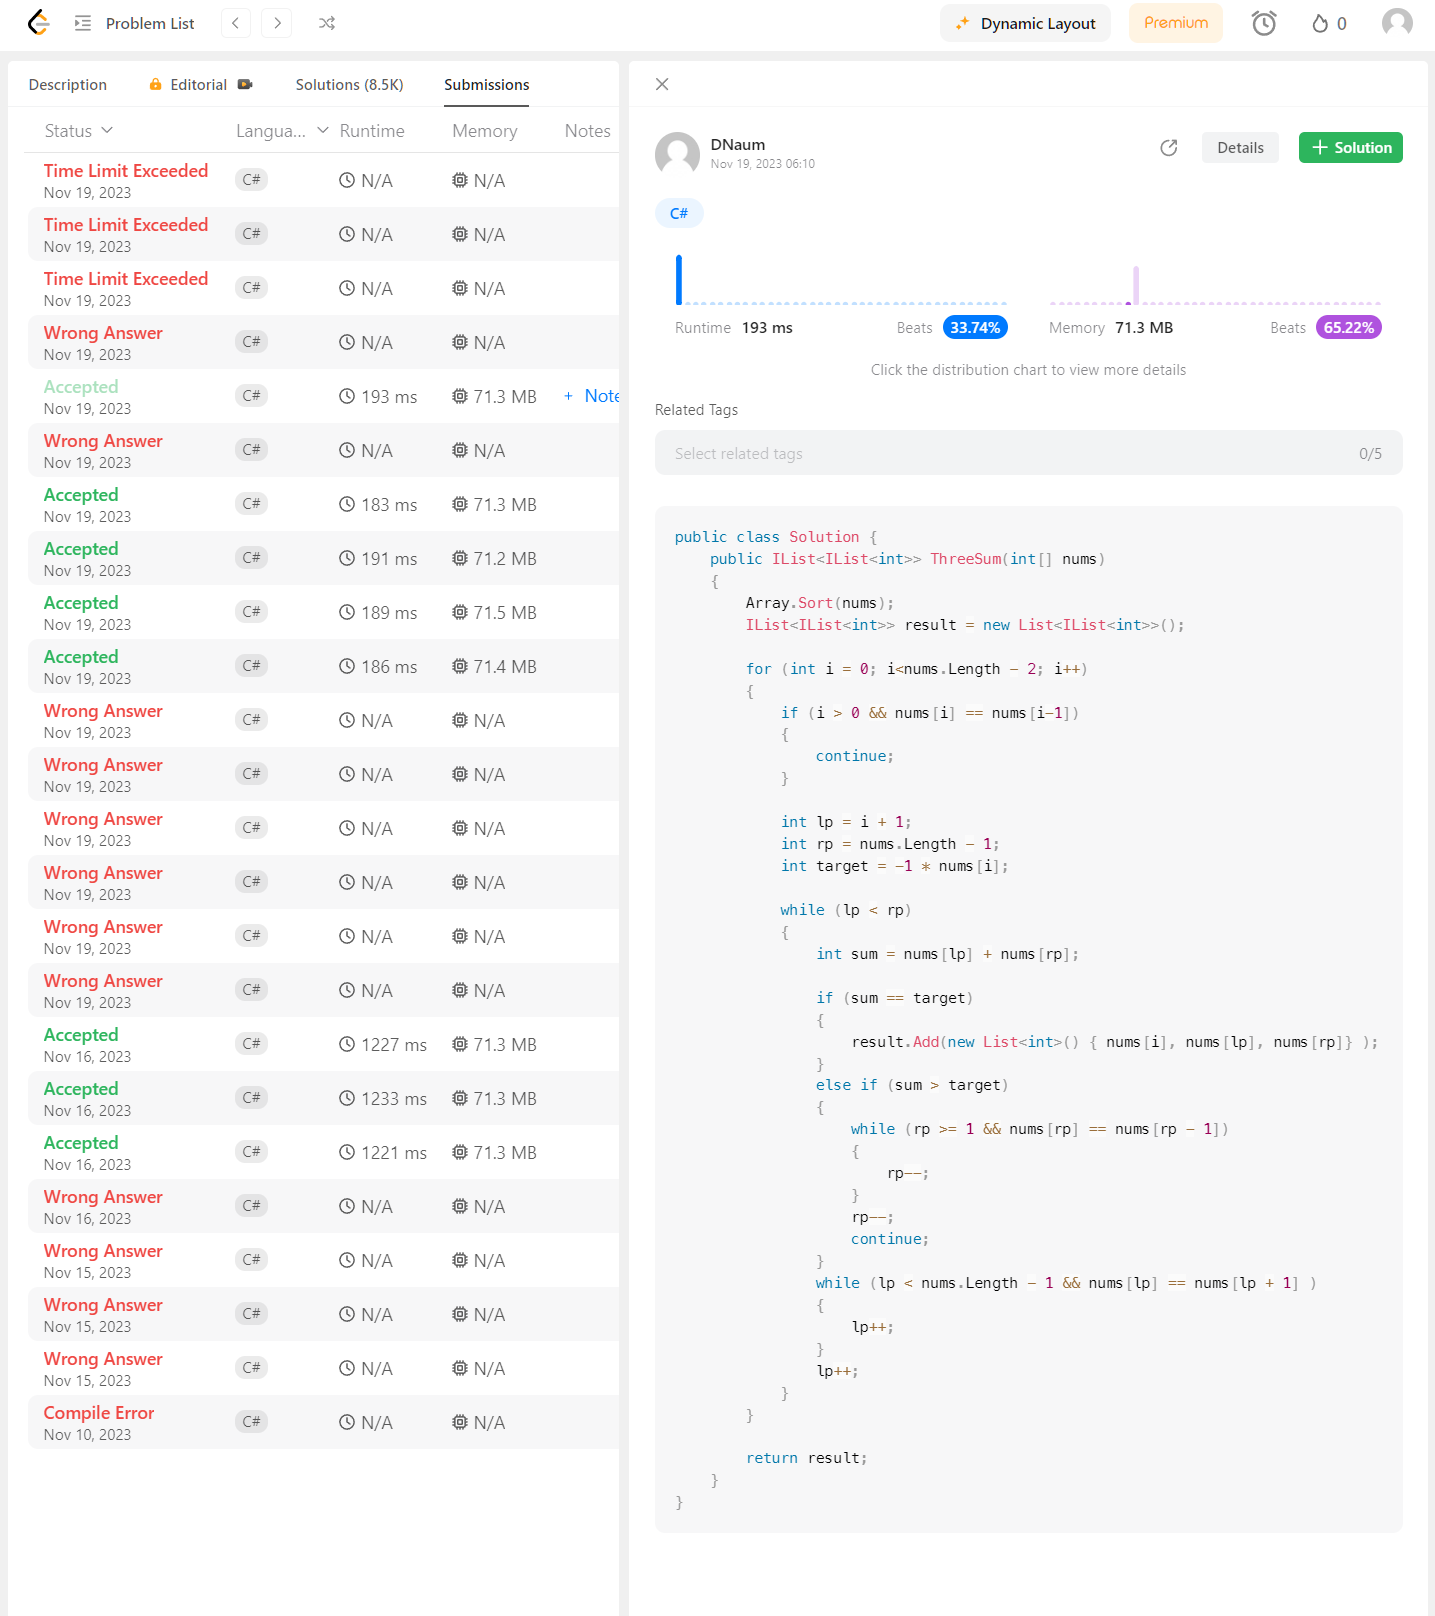 Problem List
Dynamic Layout
Premium
0
Description
Editorial
Solutions (8.5K)
Submissions
Status Langua... Runtime Memory Notes
Time Limit Exceeded
Nov 19, 2023
C# N/A N/A
Time Limit Exceeded
Nov 19, 2023
C# N/A N/A
Time Limit Exceeded
Nov 19, 2023
C# N/A N/A
Wrong Answer
Nov 19, 2023
C# N/A N/A
Accepted
Nov 19, 2023
C# 193 ms 71.3 MB + Note
Wrong Answer
Nov 19, 2023
C# N/A N/A
Accepted
Nov 19, 2023
C# 183 ms 71.3 MB
Accepted
Nov 19, 2023
C# 191 ms 71.2 MB
Accepted
Nov 19, 2023
C# 189 ms 71.5 MB
Accepted
Nov 19, 2023
C# 186 ms 71.4 MB
Wrong Answer
Nov 19, 2023
C# N/A N/A
Wrong Answer
Nov 19, 2023
C# N/A N/A
Wrong Answer
Nov 19, 2023
C# N/A N/A
Wrong Answer
Nov 19, 2023
C# N/A N/A
Wrong Answer
Nov 19, 2023
C# N/A N/A
Wrong Answer
Nov 19, 2023
C# N/A N/A
Accepted
Nov 16, 2023
C# 1227 ms 71.3 MB
Accepted
Nov 16, 2023
C# 1233 ms 71.3 MB
Accepted
Nov 16, 2023
C# 1221 ms 71.3 MB
Wrong Answer
Nov 16, 2023
C# N/A N/A
Wrong Answer
Nov 15, 2023
C# N/A N/A
Wrong Answer
Nov 15, 2023
C# N/A N/A
Wrong Answer
Nov 15, 2023
C# N/A N/A
Compile Error
Nov 10, 2023
C# N/A N/A
DNaum
Nov 19, 2023 06:10
Details
+ Solution
C#
Runtime 193 ms Beats 33.74%
Memory 71.3 MB Beats 65.22%
Click the distribution chart to view more details
Related Tags
Select related tags 0/5
public class Solution {
    public IList<IList<int>> ThreeSum(int[] nums)
    {
        Array.Sort(nums);
        IList<IList<int>> result = new List<IList<int>>();
        for (int i = 0; i<nums.Length - 2; i++)
        {
            if (i > 0 && nums[i] == nums[i-1])
            {
                continue;
            }
            int lp = i + 1;
            int rp = nums.Length - 1;
            int target = -1 * nums[i];
            while (lp < rp)
            {
                int sum = nums[lp] + nums[rp];
                if (sum == target)
                {
                    result.Add(new List<int>() { nums[i], nums[lp], nums[rp]} );
                }
                else if (sum > target)
                {
                    while (rp >= 1 && nums[rp] == nums[rp - 1])
                    {
                        rp--;
                    }
                    rp--;
                    continue;
                }
                while (lp < nums.Length - 1 && nums[lp] == nums[lp + 1] )
                {
                    lp++;
                }
                lp++;
            }
        }
        return result;
    }
}